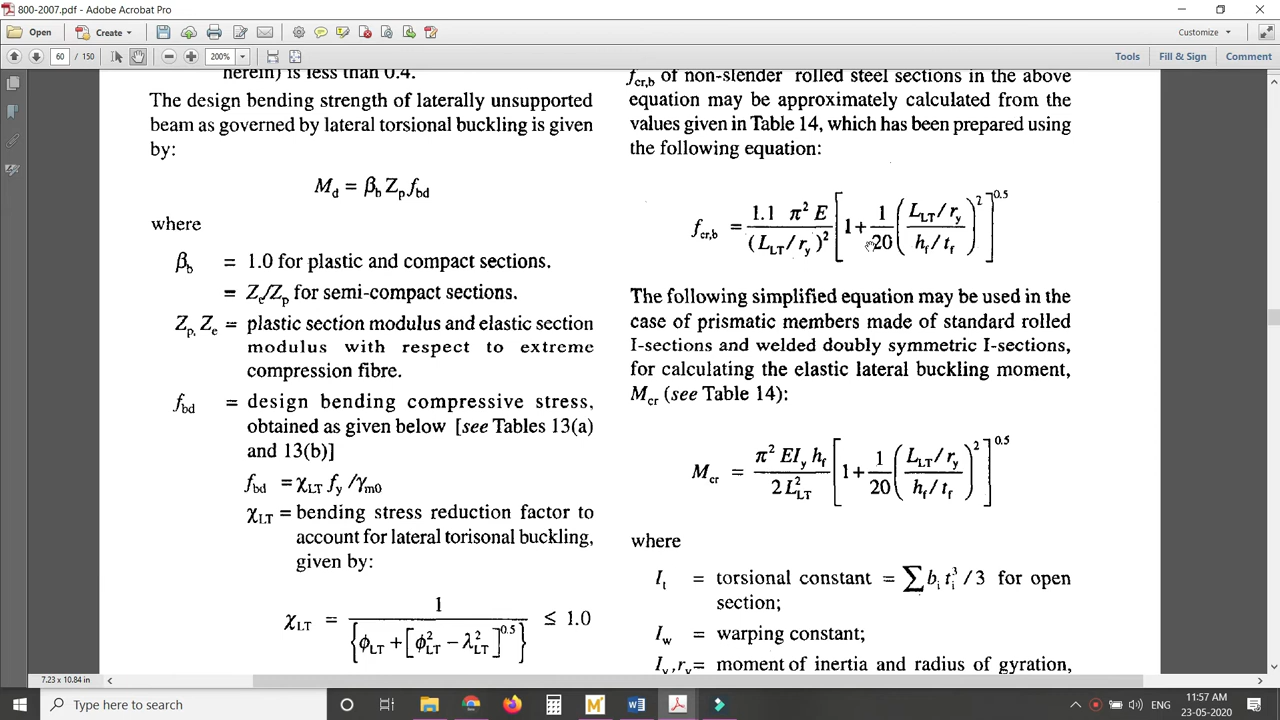 800-2007.pdf - Adobe Acrobat Pro
Open Create Customize
60 / 150 200% Tools Fill & Sign Comment
herein) is less than 0.4.
The design bending strength of laterally unsupported
beam as governed by lateral torsional buckling is given
by:
M_d = β_b Z_p f_bd
where
β_b = 1.0 for plastic and compact sections.
= Z_e/Z_p for semi-compact sections.
Z_p, Z_e = plastic section modulus and elastic section
modulus with respect to extreme
compression fibre.
f_bd = design bending compressive stress,
obtained as given below [see Tables 13(a)
and 13(b)]
f_bd = χ_LT f_y /γ_m0
χ_LT = bending stress reduction factor to
account for lateral torisonal buckling,
given by:
χ_LT = 1 / {φ_LT + [φ²_LT − λ²_LT]^0.5} ≤ 1.0
f_cr,b of non-slender rolled steel sections in the above
equation may be approximately calculated from the
values given in Table 14, which has been prepared using
the following equation:
f_cr,b = 1.1 π² E / (L_LT/r_y)² [1 + 1/20 ((L_LT/r_y) / (h_f/t_f))²]^0.5
The following simplified equation may be used in the
case of prismatic members made of standard rolled
I-sections and welded doubly symmetric I-sections,
for calculating the elastic lateral buckling moment,
M_cr (see Table 14):
M_cr = π² EI_y h_f / 2 L²_LT [1 + 1/20 ((L_LT/r_y) / (h_f/t_f))²]^0.5
where
I_t = torsional constant = ∑ b_i t_i³ /3 for open
section;
I_w = warping constant;
I_y, r_y = moment of inertia and radius of gyration,
7.23 x 10.84 in
Type here to search
ENG
11:57 AM
23-05-2020